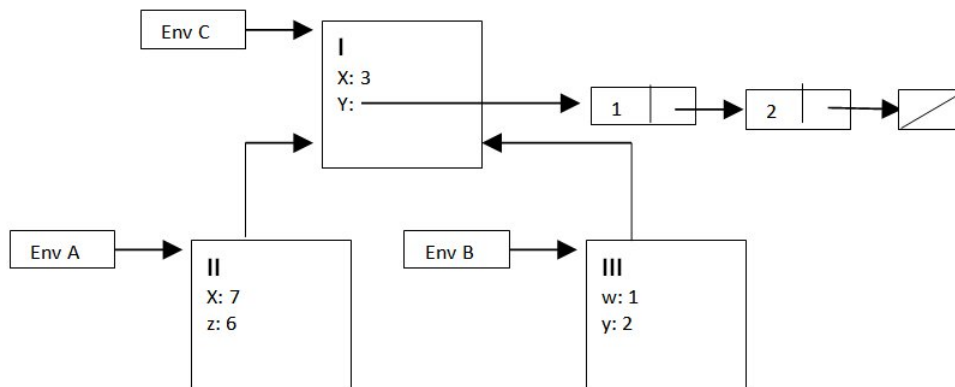 Env C
I
X: 3
Y:
1
2
Env A
II
X: 7
z: 6
Env B
III
w: 1
y: 2